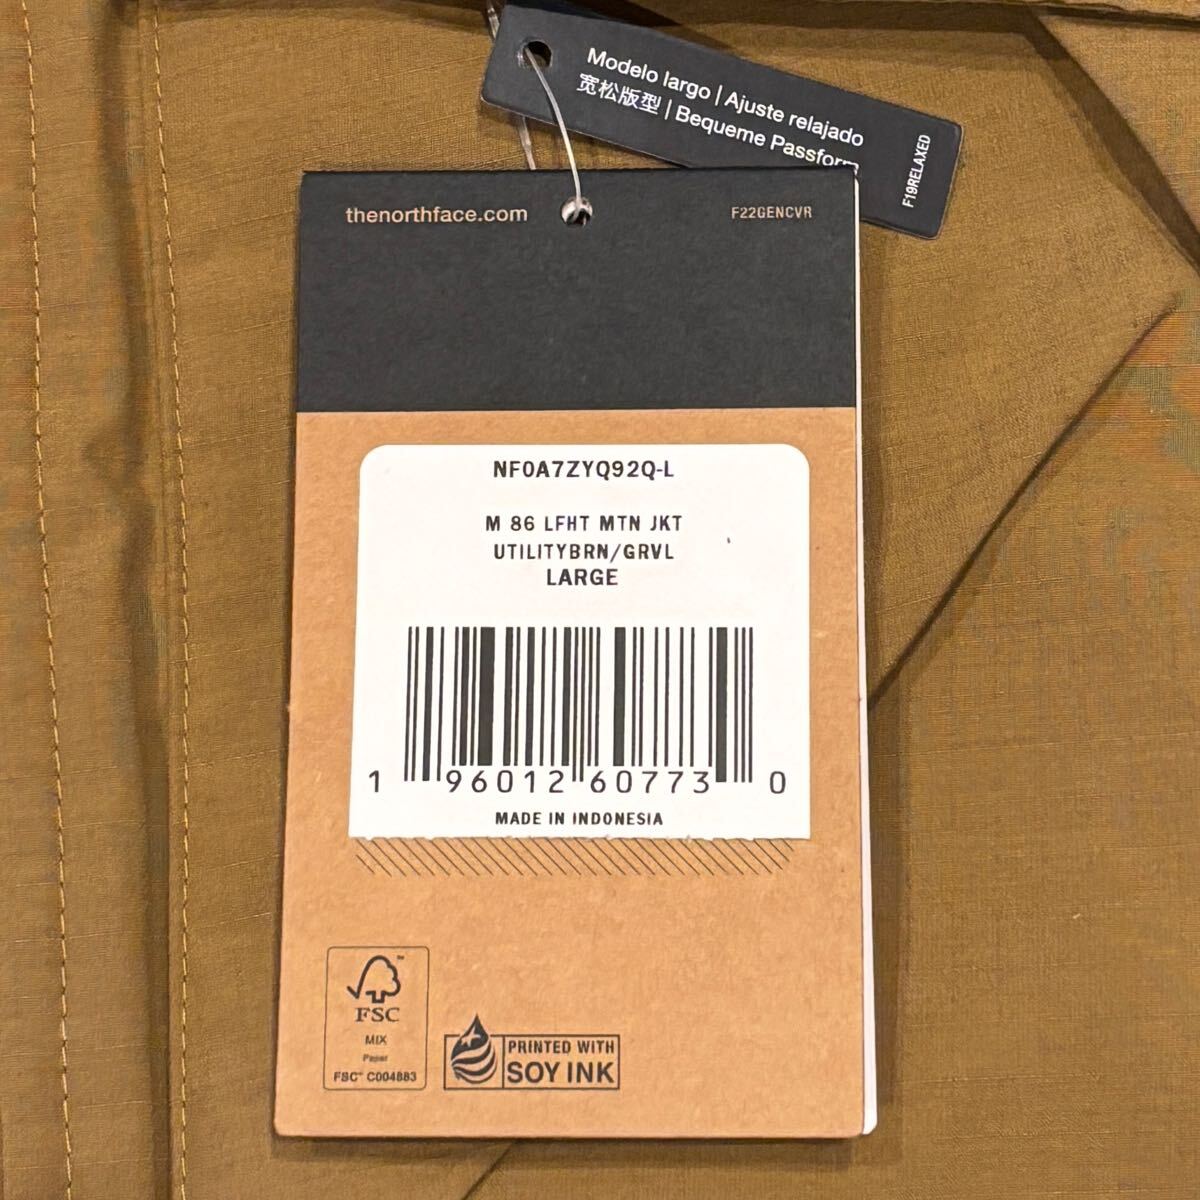 Modelo largo | Ajuste relajado
宽松版型 | Bequeme Passform
F19RELAXED
thenorthface.com
F22GENCVR
NF0A7ZYQ92Q-L
M 86 LFHT MTN JKT
UTILITYBRN/GRVL
LARGE
1 96012 60773 0
MADE IN INDONESIA
FSC
MIX
Paper
FSC™ C004883
PRINTED WITH
SOY INK